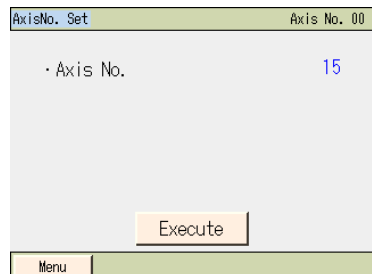 AxisNo. Set Axis No. 00
・Axis No. 15
Execute
Menu